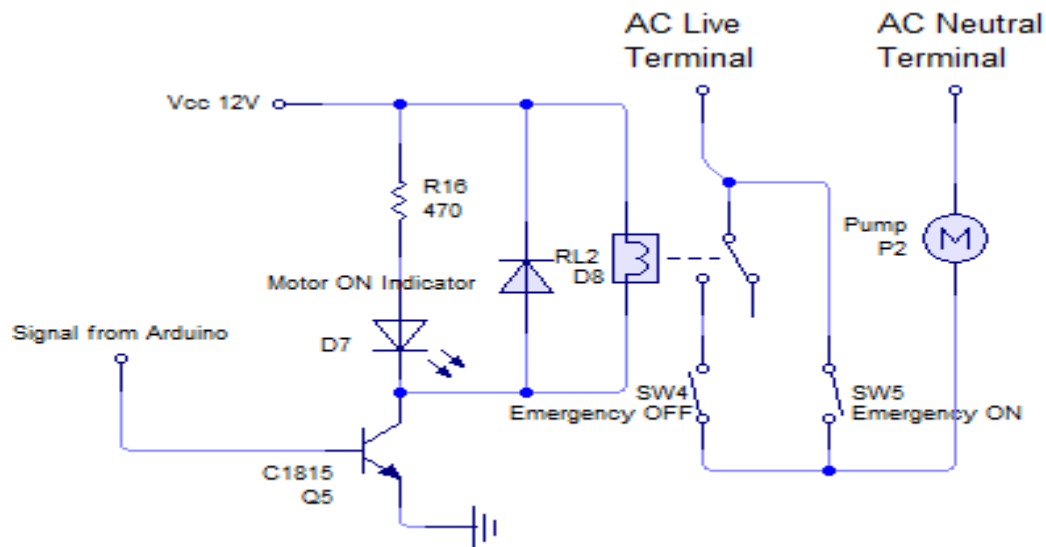 AC Live
Terminal
AC Neutral
Terminal
Vcc 12V
R16
470
Pump
P2
RL2
D8
Motor ON Indicator
Signal from Arduino
D7
SW4
Emergency OFF
SW5
Emergency ON
C1815
Q5
M